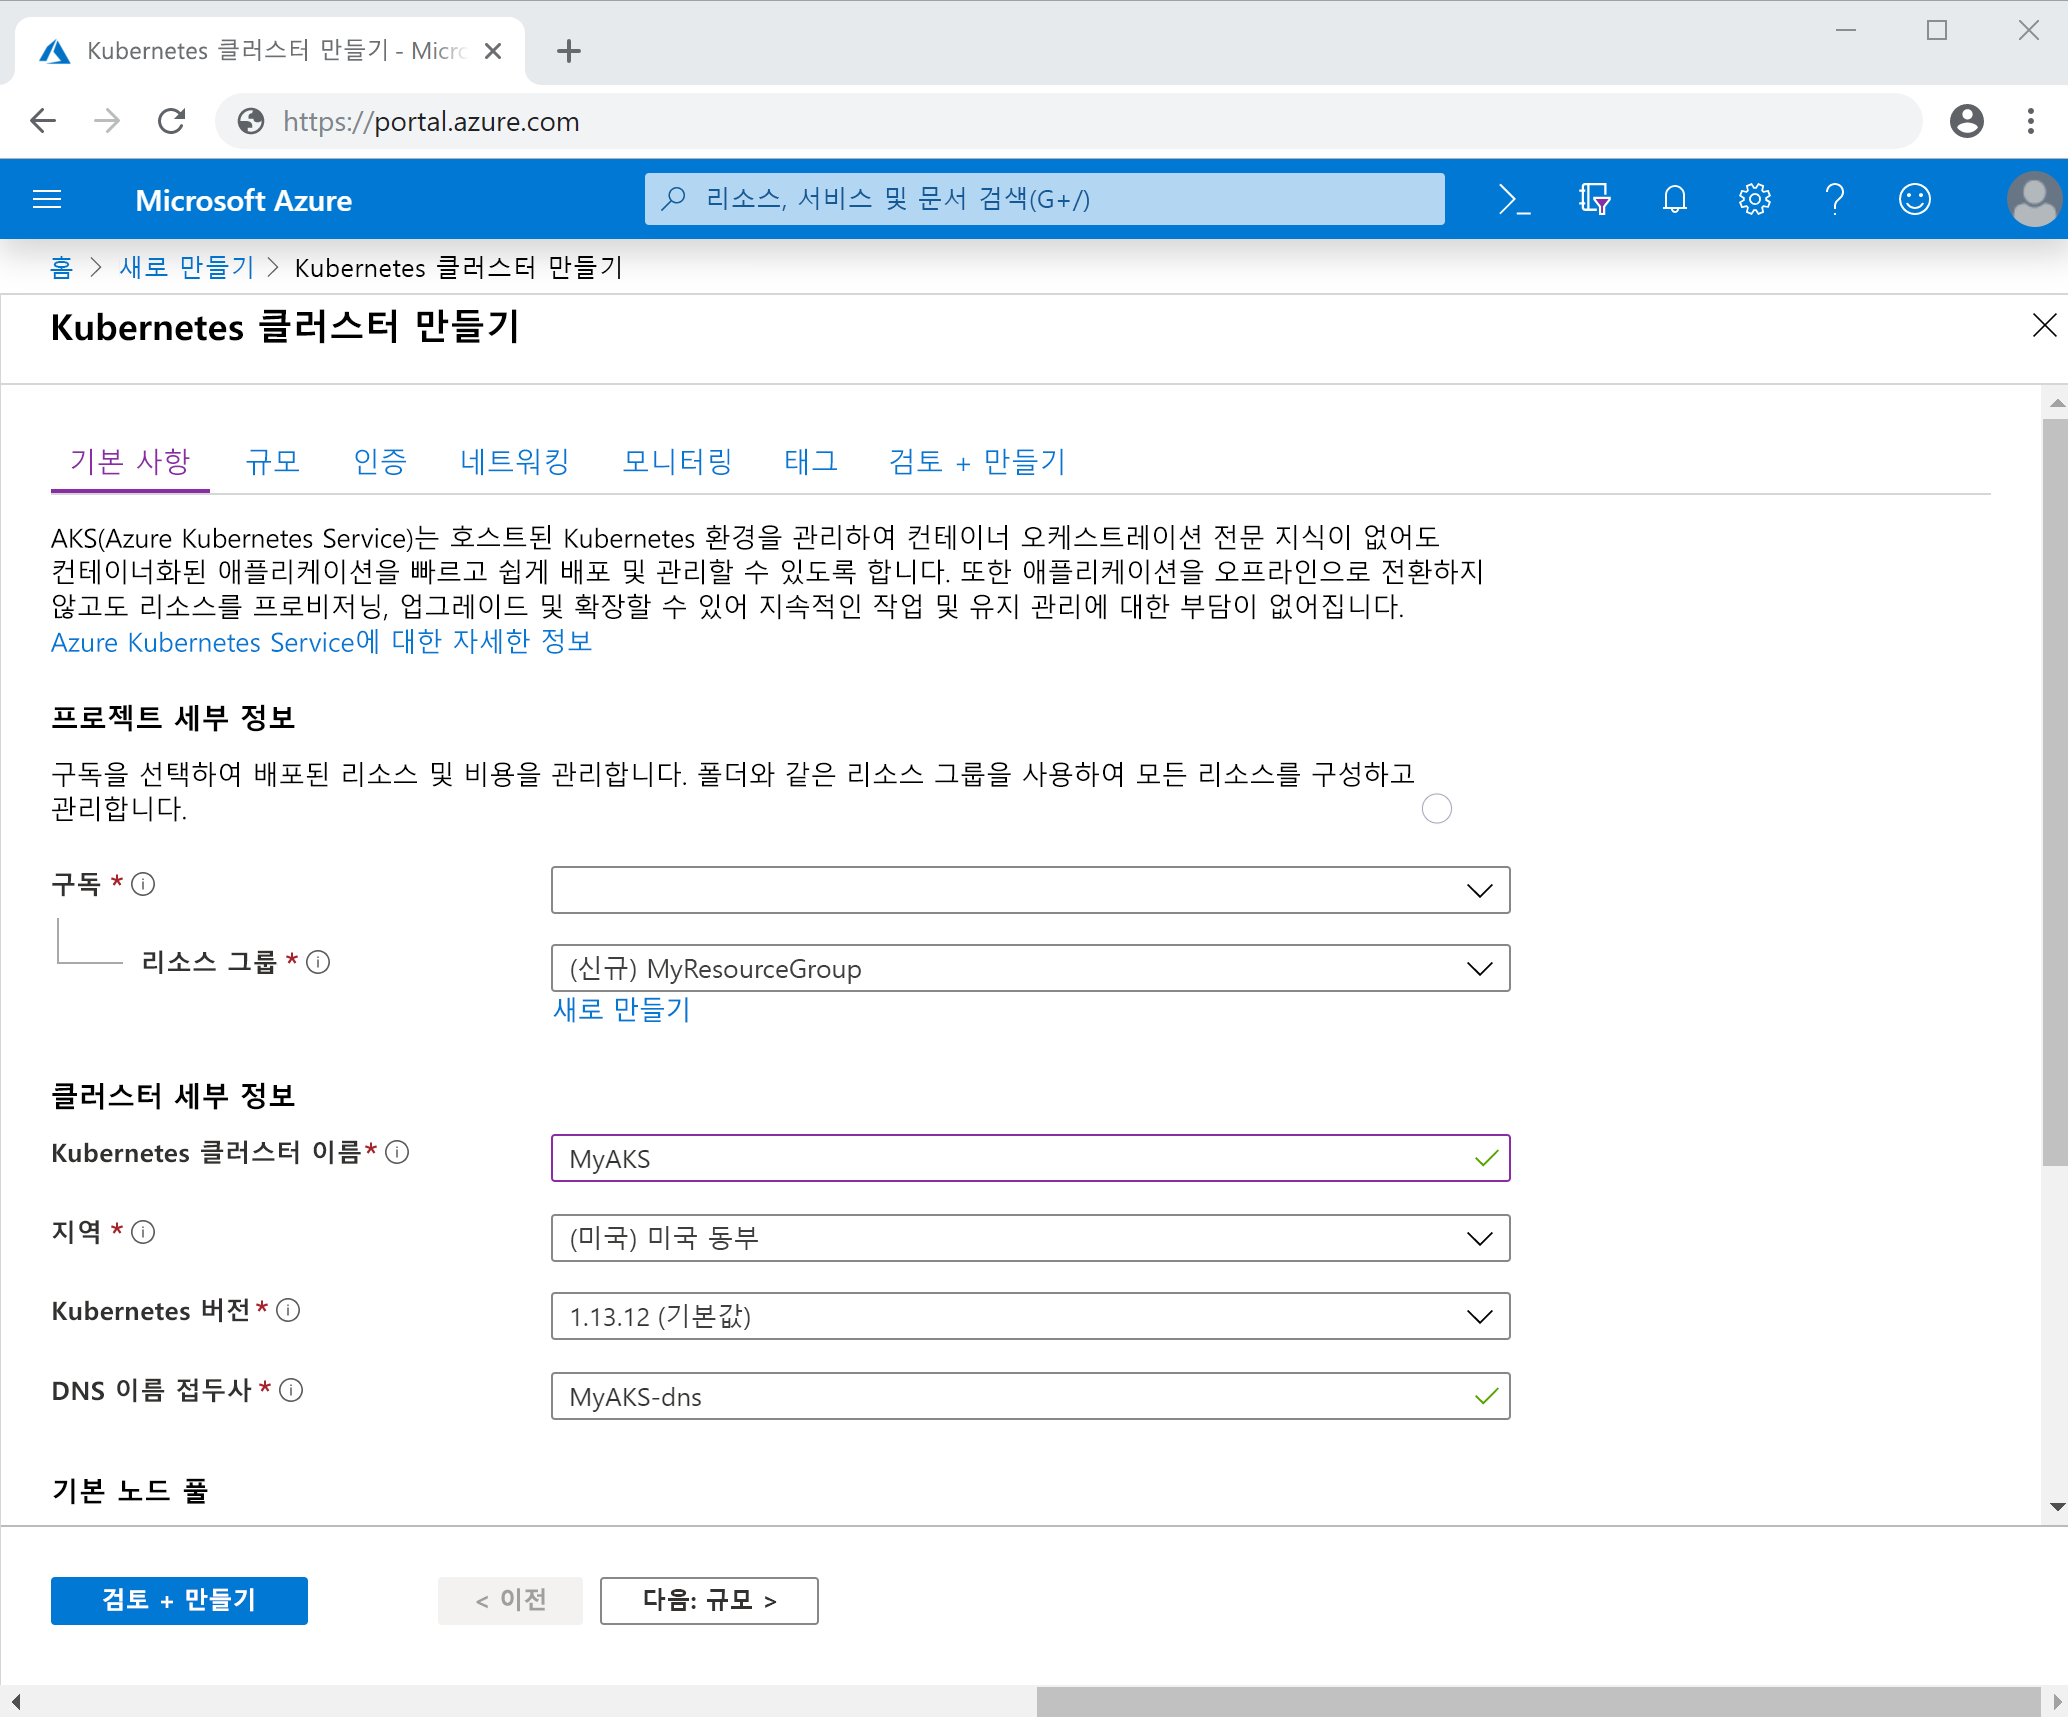 Kubernetes 클러스터 만들기 - Micro
https://portal.azure.com
Microsoft Azure
리소스, 서비스 및 문서 검색(G+/)
홈 > 새로 만들기 > Kubernetes 클러스터 만들기
Kubernetes 클러스터 만들기
기본 사항 규모 인증 네트워킹 모니터링 태그 검토 + 만들기
AKS(Azure Kubernetes Service)는 호스트된 Kubernetes 환경을 관리하여 컨테이너 오케스트레이션 전문 지식이 없어도
컨테이너화된 애플리케이션을 빠르고 쉽게 배포 및 관리할 수 있도록 합니다. 또한 애플리케이션을 오프라인으로 전환하지
않고도 리소스를 프로비저닝, 업그레이드 및 확장할 수 있어 지속적인 작업 및 유지 관리에 대한 부담이 없어집니다.
Azure Kubernetes Service에 대한 자세한 정보
프로젝트 세부 정보
구독을 선택하여 배포된 리소스 및 비용을 관리합니다. 폴더와 같은 리소스 그룹을 사용하여 모든 리소스를 구성하고
관리합니다.
구독 *
리소스 그룹 * (신규) MyResourceGroup
새로 만들기
클러스터 세부 정보
Kubernetes 클러스터 이름* MyAKS
지역 * (미국) 미국 동부
Kubernetes 버전* 1.13.12 (기본값)
DNS 이름 접두사* MyAKS-dns
기본 노드 풀
검토 + 만들기 < 이전 다음: 규모 >